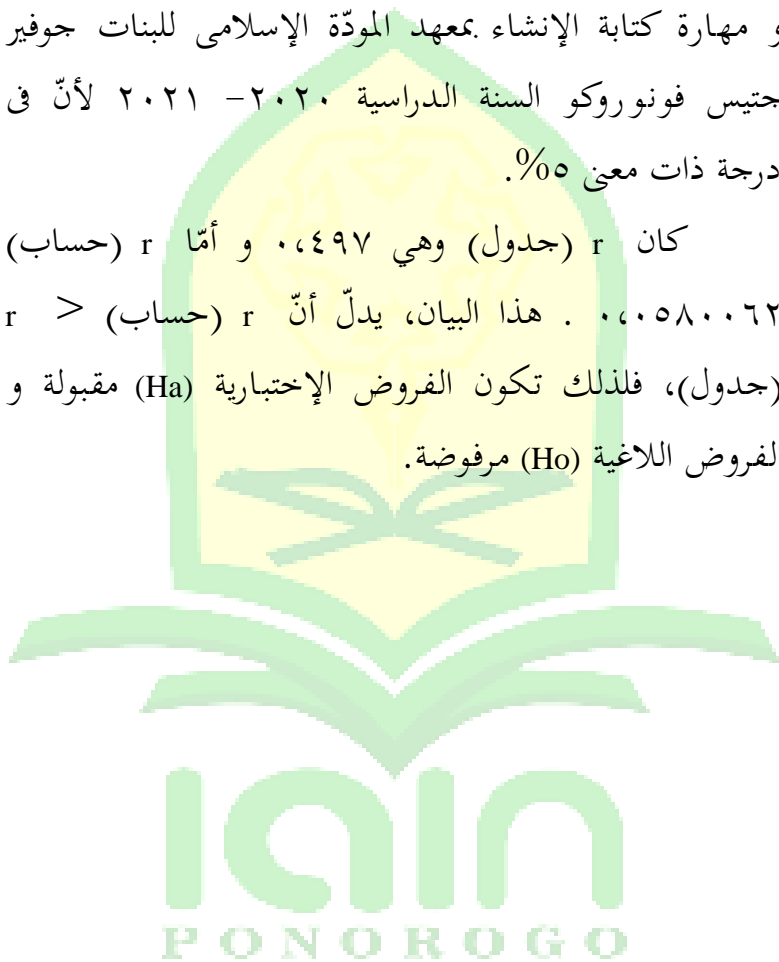 و مهارة كتابة الإنشاء بمعهد المودّة الإسلامى للبنات جوفير
جتيس فونوروكو السنة الدراسية ٢٠٢٠– ٢٠٢١ لأنّ فى
درجة ذات معنى ٥%.
كان r (جدول) وهي ٠،٤٩٧ و أمّا r (حساب)
٠،٠٥٨٠٠٦٢ . هذا البيان، يدلّ أنّ r (حساب) > r
(جدول)، فلذلك تكون الفروض الإختبارية (Ha) مقبولة و
لفروض اللاغية (Ho) مرفوضة.
iain
PONOROGO